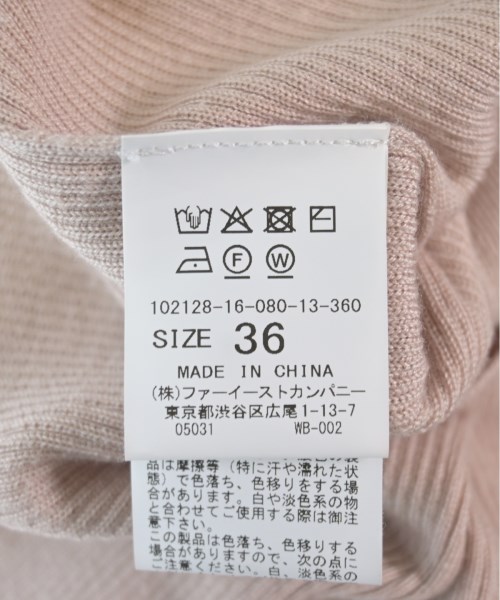 F W
102128-16-080-13-360
SIZE 36
MADE IN CHINA
(株)ファーイーストカンパニー
東京都渋谷区広尾1-13-7
05031 WB-002
品は摩擦等(特に汗や濡れた状
態)で色落ち、色移りをする場
合があります。白や淡色系の物
と合わせてご使用する際は御注
意下さい。
この製品は色落ち、色移りする
場合がありますので、次の点に
ご注意ください。白、淡色系の